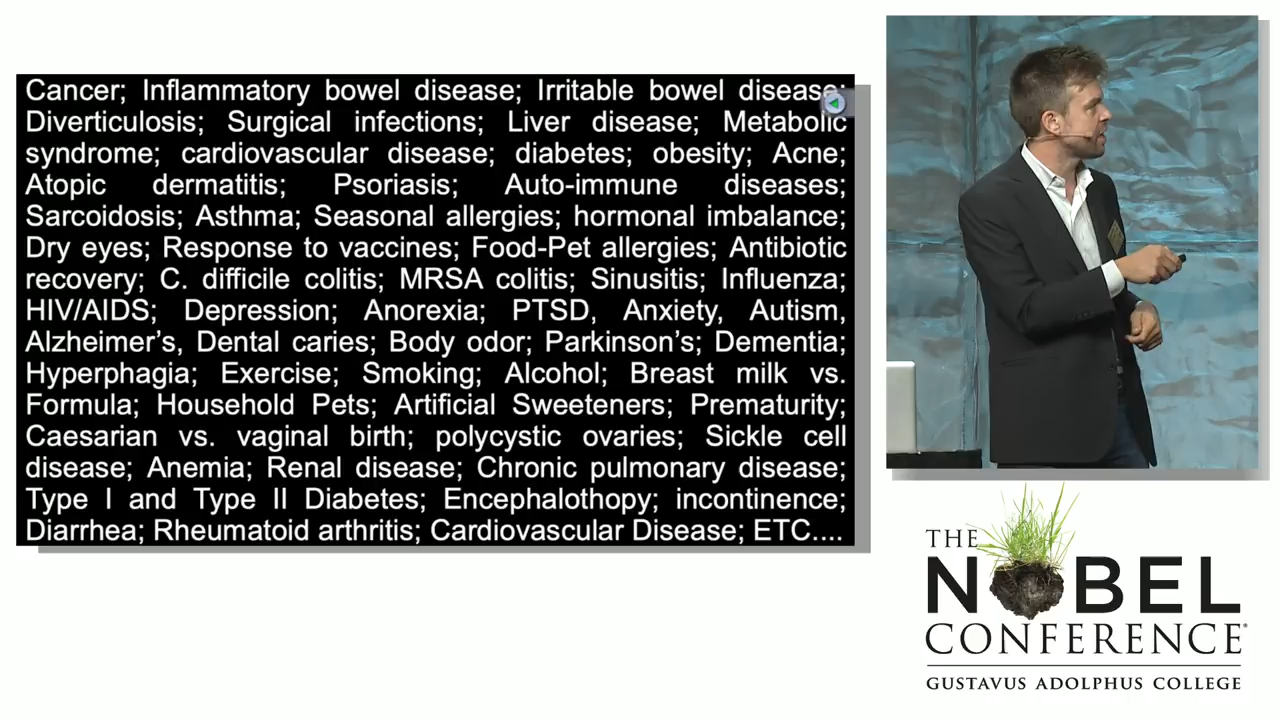 Cancer; Inflammatory bowel disease; Irritable bowel disease;
Diverticulosis; Surgical infections; Liver disease; Metabolic
syndrome; cardiovascular disease; diabetes; obesity; Acne;
Atopic dermatitis; Psoriasis; Auto-immune diseases;
Sarcoidosis; Asthma; Seasonal allergies; hormonal imbalance;
Dry eyes; Response to vaccines; Food-Pet allergies; Antibiotic
recovery; C. difficile colitis; MRSA colitis; Sinusitis; Influenza;
HIV/AIDS; Depression; Anorexia; PTSD, Anxiety, Autism,
Alzheimer’s, Dental caries; Body odor; Parkinson’s; Dementia;
Hyperphagia; Exercise; Smoking; Alcohol; Breast milk vs.
Formula; Household Pets; Artificial Sweeteners; Prematurity;
Caesarian vs. vaginal birth; polycystic ovaries; Sickle cell
disease; Anemia; Renal disease; Chronic pulmonary disease;
Type I and Type II Diabetes; Encephalothopy; incontinence;
Diarrhea; Rheumatoid arthritis; Cardiovascular Disease; ETC....
THE
NOBEL
CONFERENCE®
GUSTAVUS ADOLPHUS COLLEGE